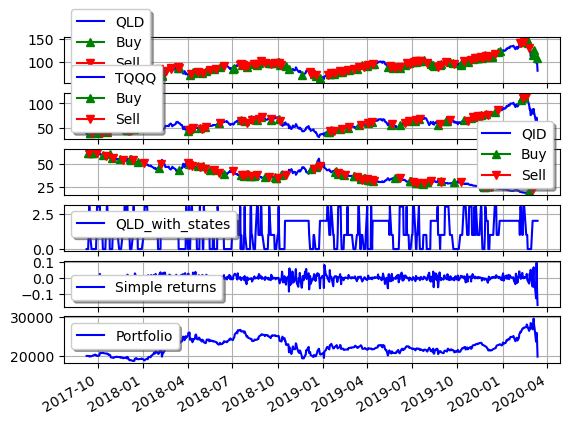 QLD
Buy
Sell
150
100
TQQQ
Buy
Sell
100
50
QID
Buy
Sell
50
25
QLD_with_states
2.5
0.0
Simple returns
0.1
0.0
−0.1
Portfolio
30000
20000
2017-10
2018-01
2018-04
2018-07
2018-10
2019-01
2019-04
2019-07
2019-10
2020-01
2020-04